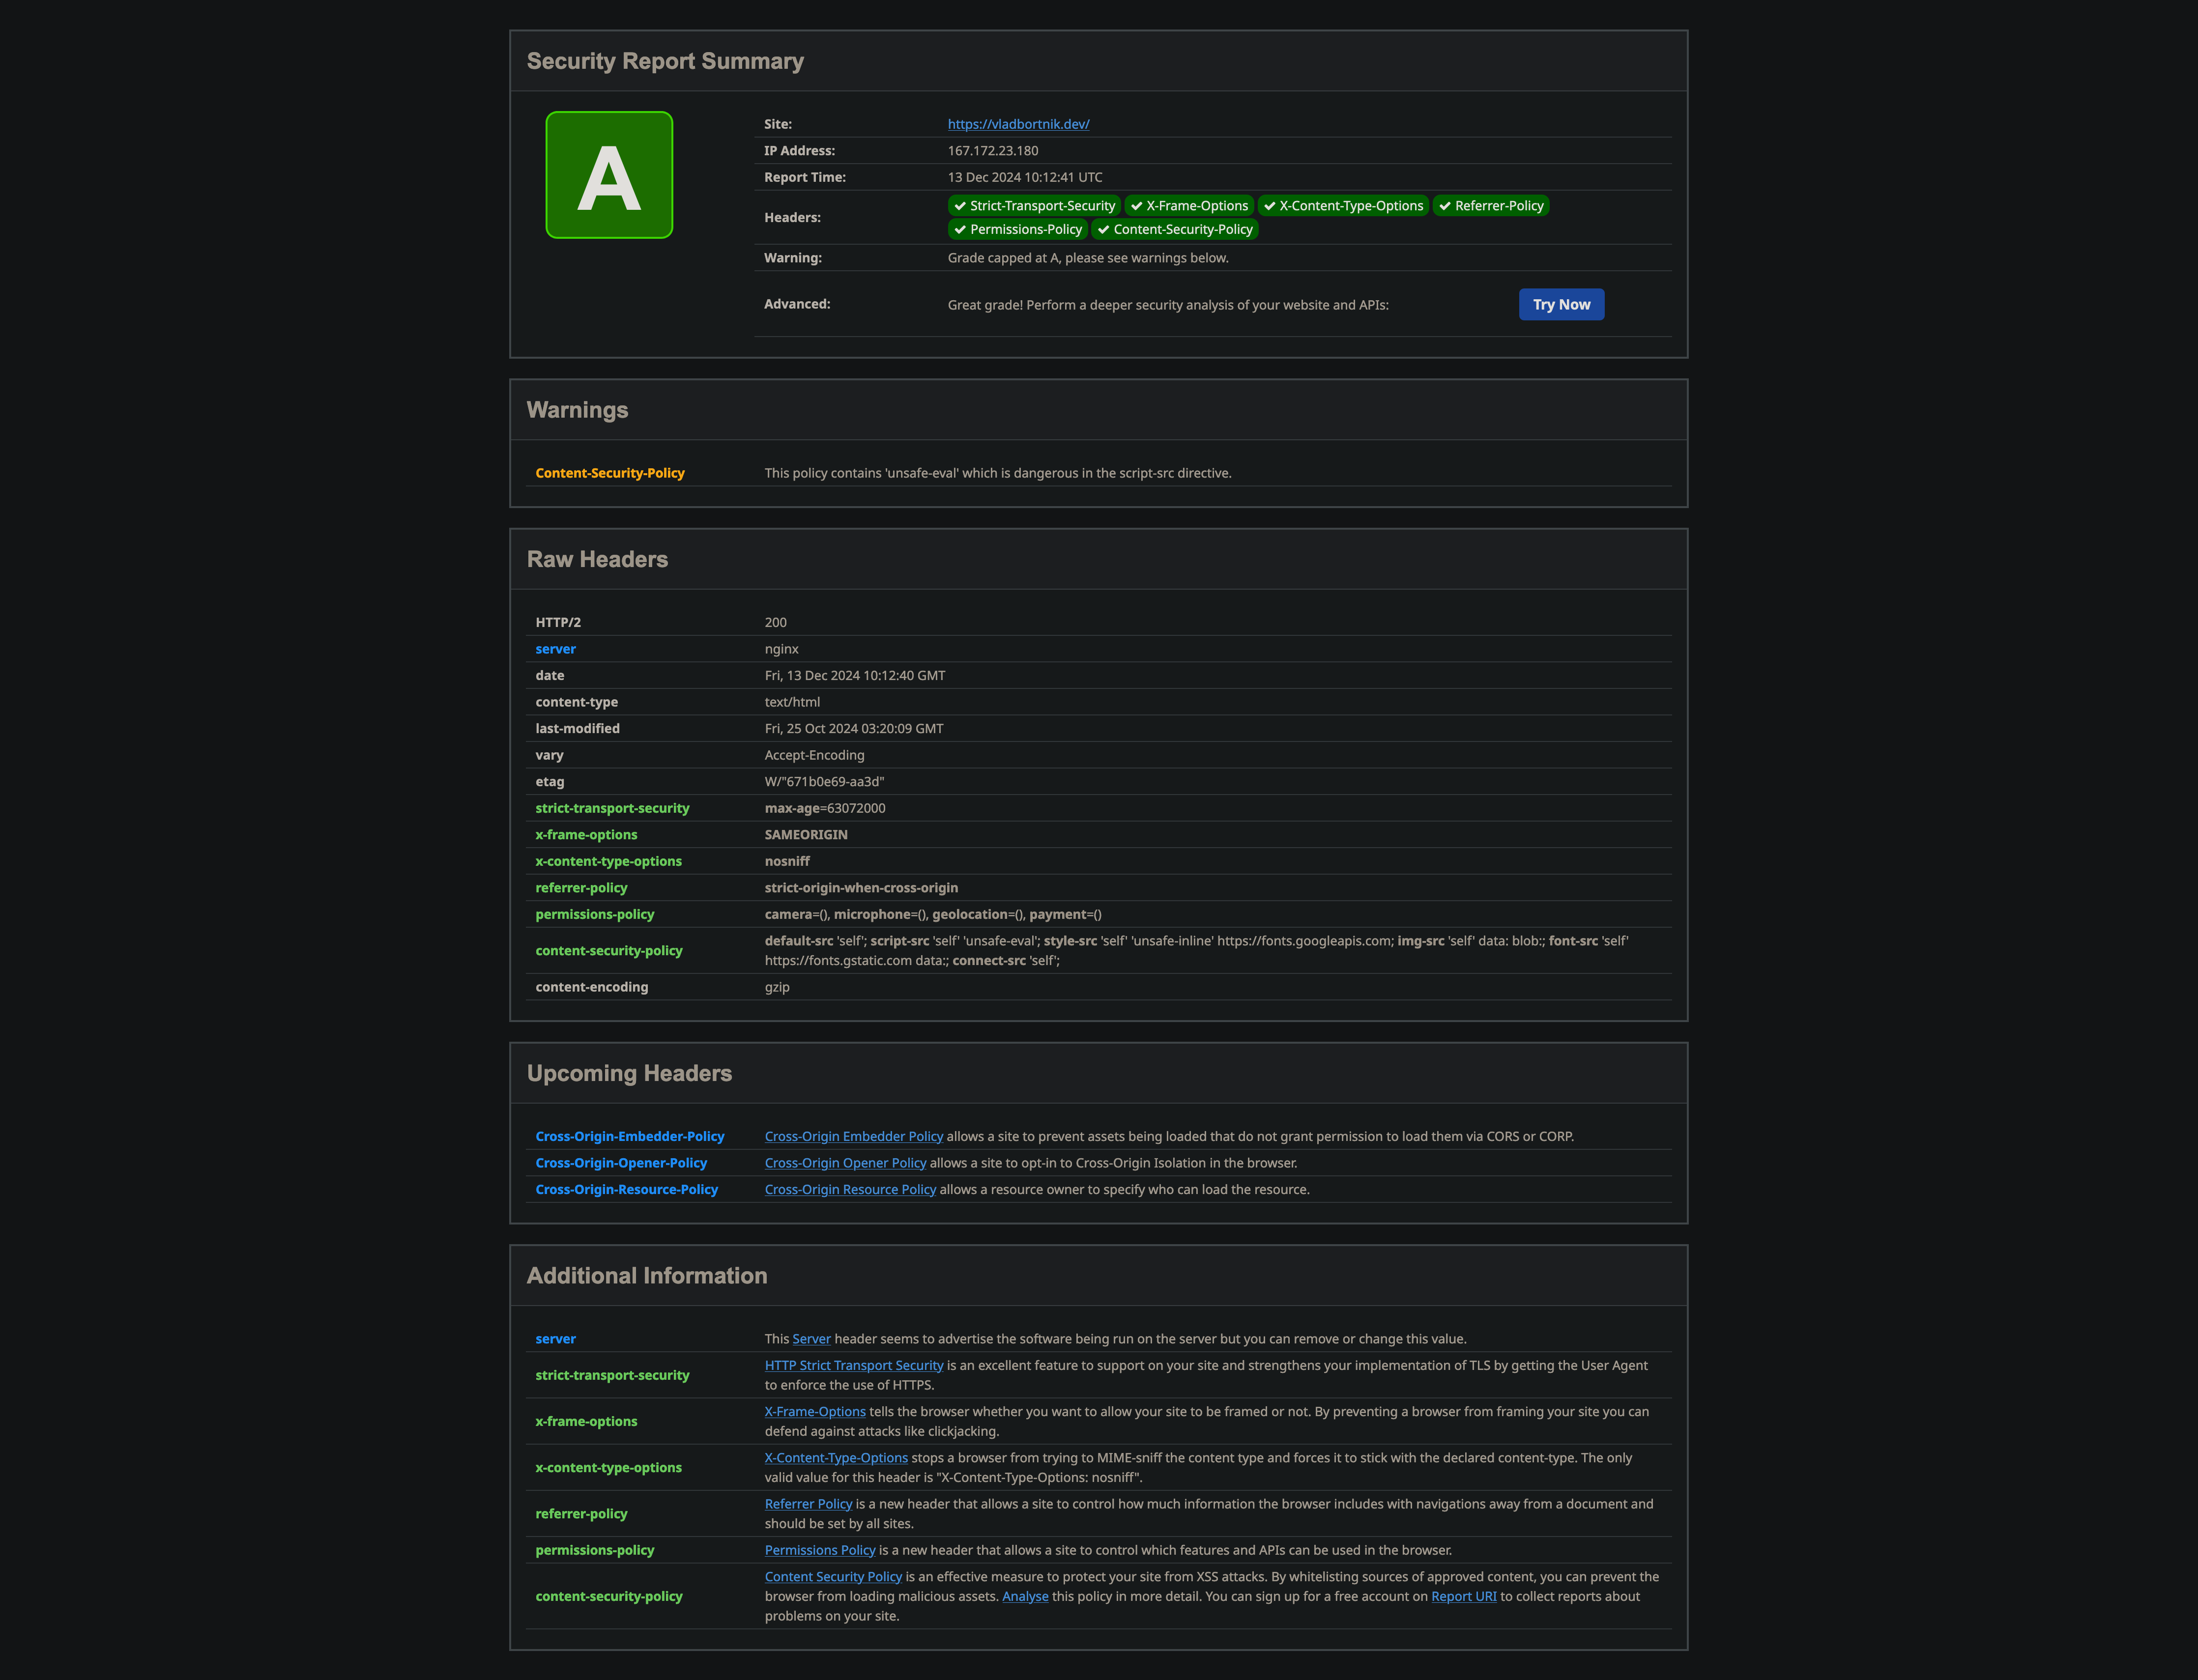 Security Report Summary
A
Site: https://vladbortnik.dev/
IP Address: 167.172.23.180
Report Time: 13 Dec 2024 10:12:41 UTC
Headers: ✔ Strict-Transport-Security ✔ X-Frame-Options ✔ X-Content-Type-Options ✔ Referrer-Policy
✔ Permissions-Policy ✔ Content-Security-Policy
Warning: Grade capped at A, please see warnings below.
Advanced: Great grade! Perform a deeper security analysis of your website and APIs: Try Now
Warnings
Content-Security-Policy This policy contains 'unsafe-eval' which is dangerous in the script-src directive.
Raw Headers
HTTP/2 200
server nginx
date Fri, 13 Dec 2024 10:12:40 GMT
content-type text/html
last-modified Fri, 25 Oct 2024 03:20:09 GMT
vary Accept-Encoding
etag W/"671b0e69-aa3d"
strict-transport-security max-age=63072000
x-frame-options SAMEORIGIN
x-content-type-options nosniff
referrer-policy strict-origin-when-cross-origin
permissions-policy camera=(), microphone=(), geolocation=(), payment=()
content-security-policy default-src 'self'; script-src 'self' 'unsafe-eval'; style-src 'self' 'unsafe-inline' https://fonts.googleapis.com; img-src 'self' data: blob:; font-src 'self'
https://fonts.gstatic.com data:; connect-src 'self';
content-encoding gzip
Upcoming Headers
Cross-Origin-Embedder-Policy Cross-Origin Embedder Policy allows a site to prevent assets being loaded that do not grant permission to load them via CORS or CORP.
Cross-Origin-Opener-Policy Cross-Origin Opener Policy allows a site to opt-in to Cross-Origin Isolation in the browser.
Cross-Origin-Resource-Policy Cross-Origin Resource Policy allows a resource owner to specify who can load the resource.
Additional Information
server This Server header seems to advertise the software being run on the server but you can remove or change this value.
strict-transport-security HTTP Strict Transport Security is an excellent feature to support on your site and strengthens your implementation of TLS by getting the User Agent
to enforce the use of HTTPS.
x-frame-options X-Frame-Options tells the browser whether you want to allow your site to be framed or not. By preventing a browser from framing your site you can
defend against attacks like clickjacking.
x-content-type-options X-Content-Type-Options stops a browser from trying to MIME-sniff the content type and forces it to stick with the declared content-type. The only
valid value for this header is "X-Content-Type-Options: nosniff".
referrer-policy Referrer Policy is a new header that allows a site to control how much information the browser includes with navigations away from a document and
should be set by all sites.
permissions-policy Permissions Policy is a new header that allows a site to control which features and APIs can be used in the browser.
content-security-policy Content Security Policy is an effective measure to protect your site from XSS attacks. By whitelisting sources of approved content, you can prevent the
browser from loading malicious assets. Analyse this policy in more detail. You can sign up for a free account on Report URI to collect reports about
problems on your site.